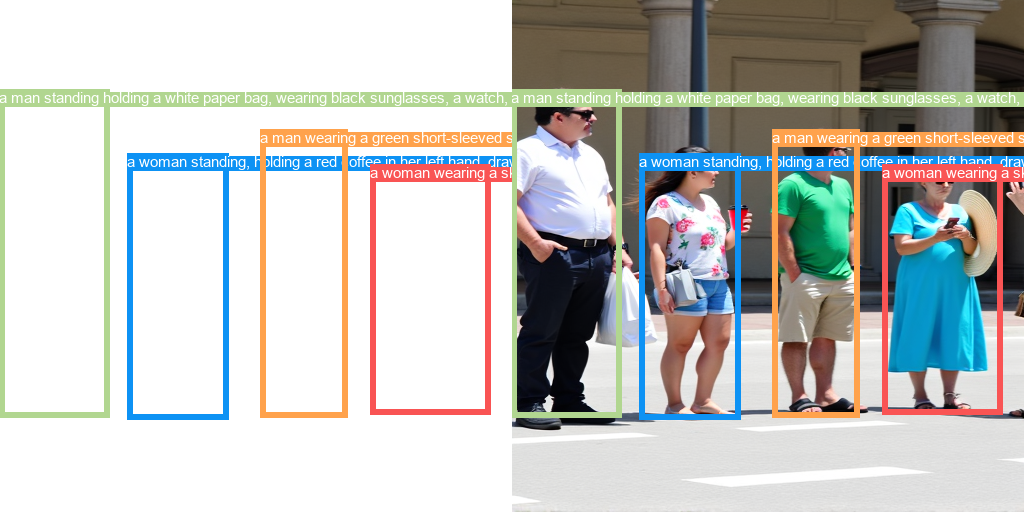 a man standing holding a white paper bag, wearing black sunglasses, a watch,
a man standing holding a white paper bag, wearing black sunglasses, a watch,
a man wearing a green short-sleeved s
a man wearing a green short-sleeved s
a woman standing, holding a red coffee in her left hand, draw
a woman standing, holding a red coffee in her left hand, draw
a woman wearing a sk
a woman wearing a sk